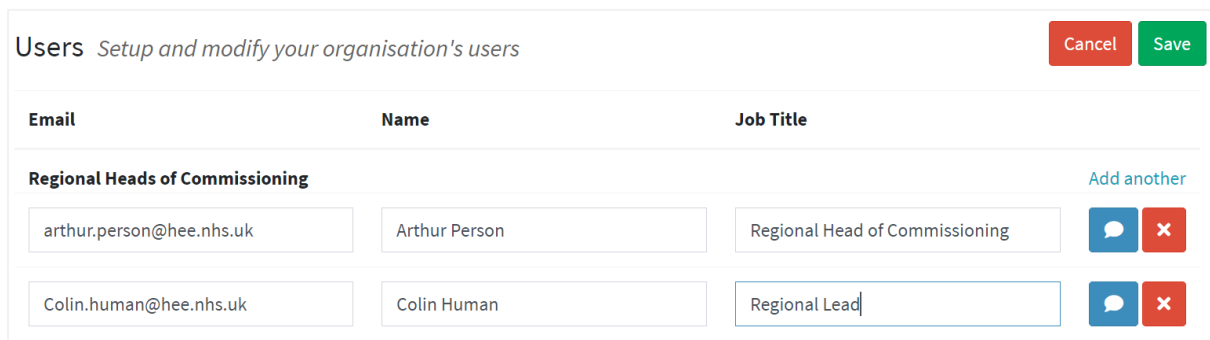 Users Setup and modify your organisation's users Cancel Save
Email Name Job Title
Regional Heads of Commissioning Add another
arthur.person@hee.nhs.uk Arthur Person Regional Head of Commissioning
Colin.human@hee.nhs.uk Colin Human Regional Lead